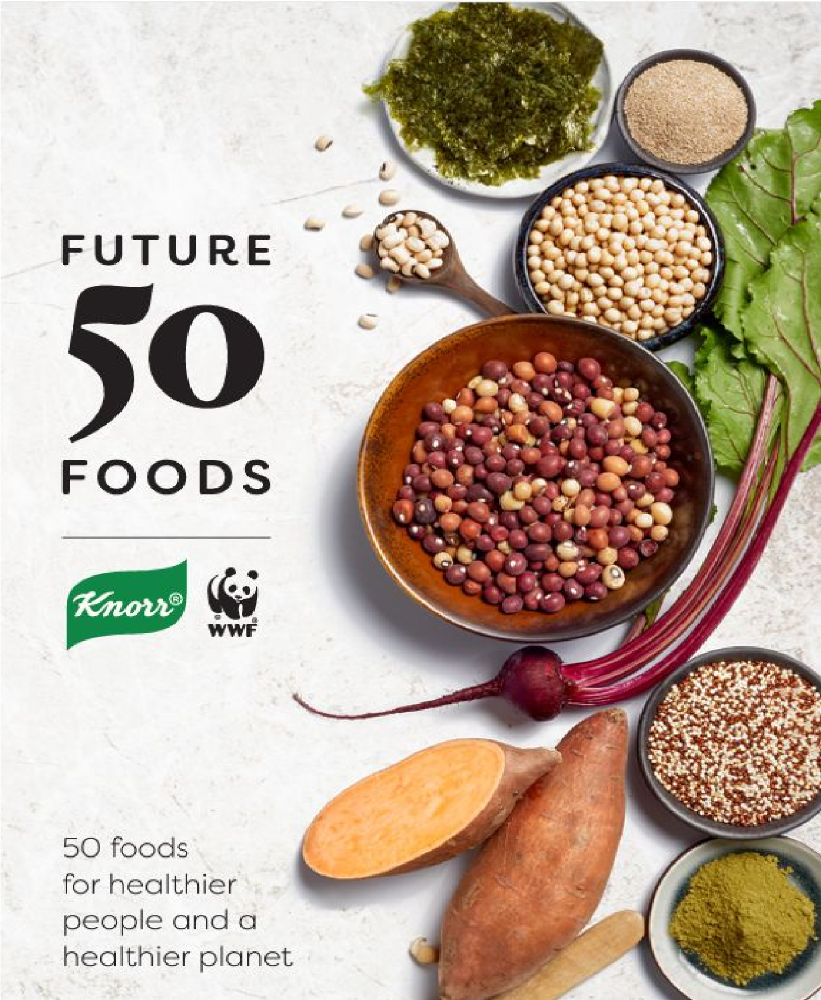 FUTURE
50
FOODS
Knorr®
WWF
®
50 foods
for healthier
people and a
healthier planet